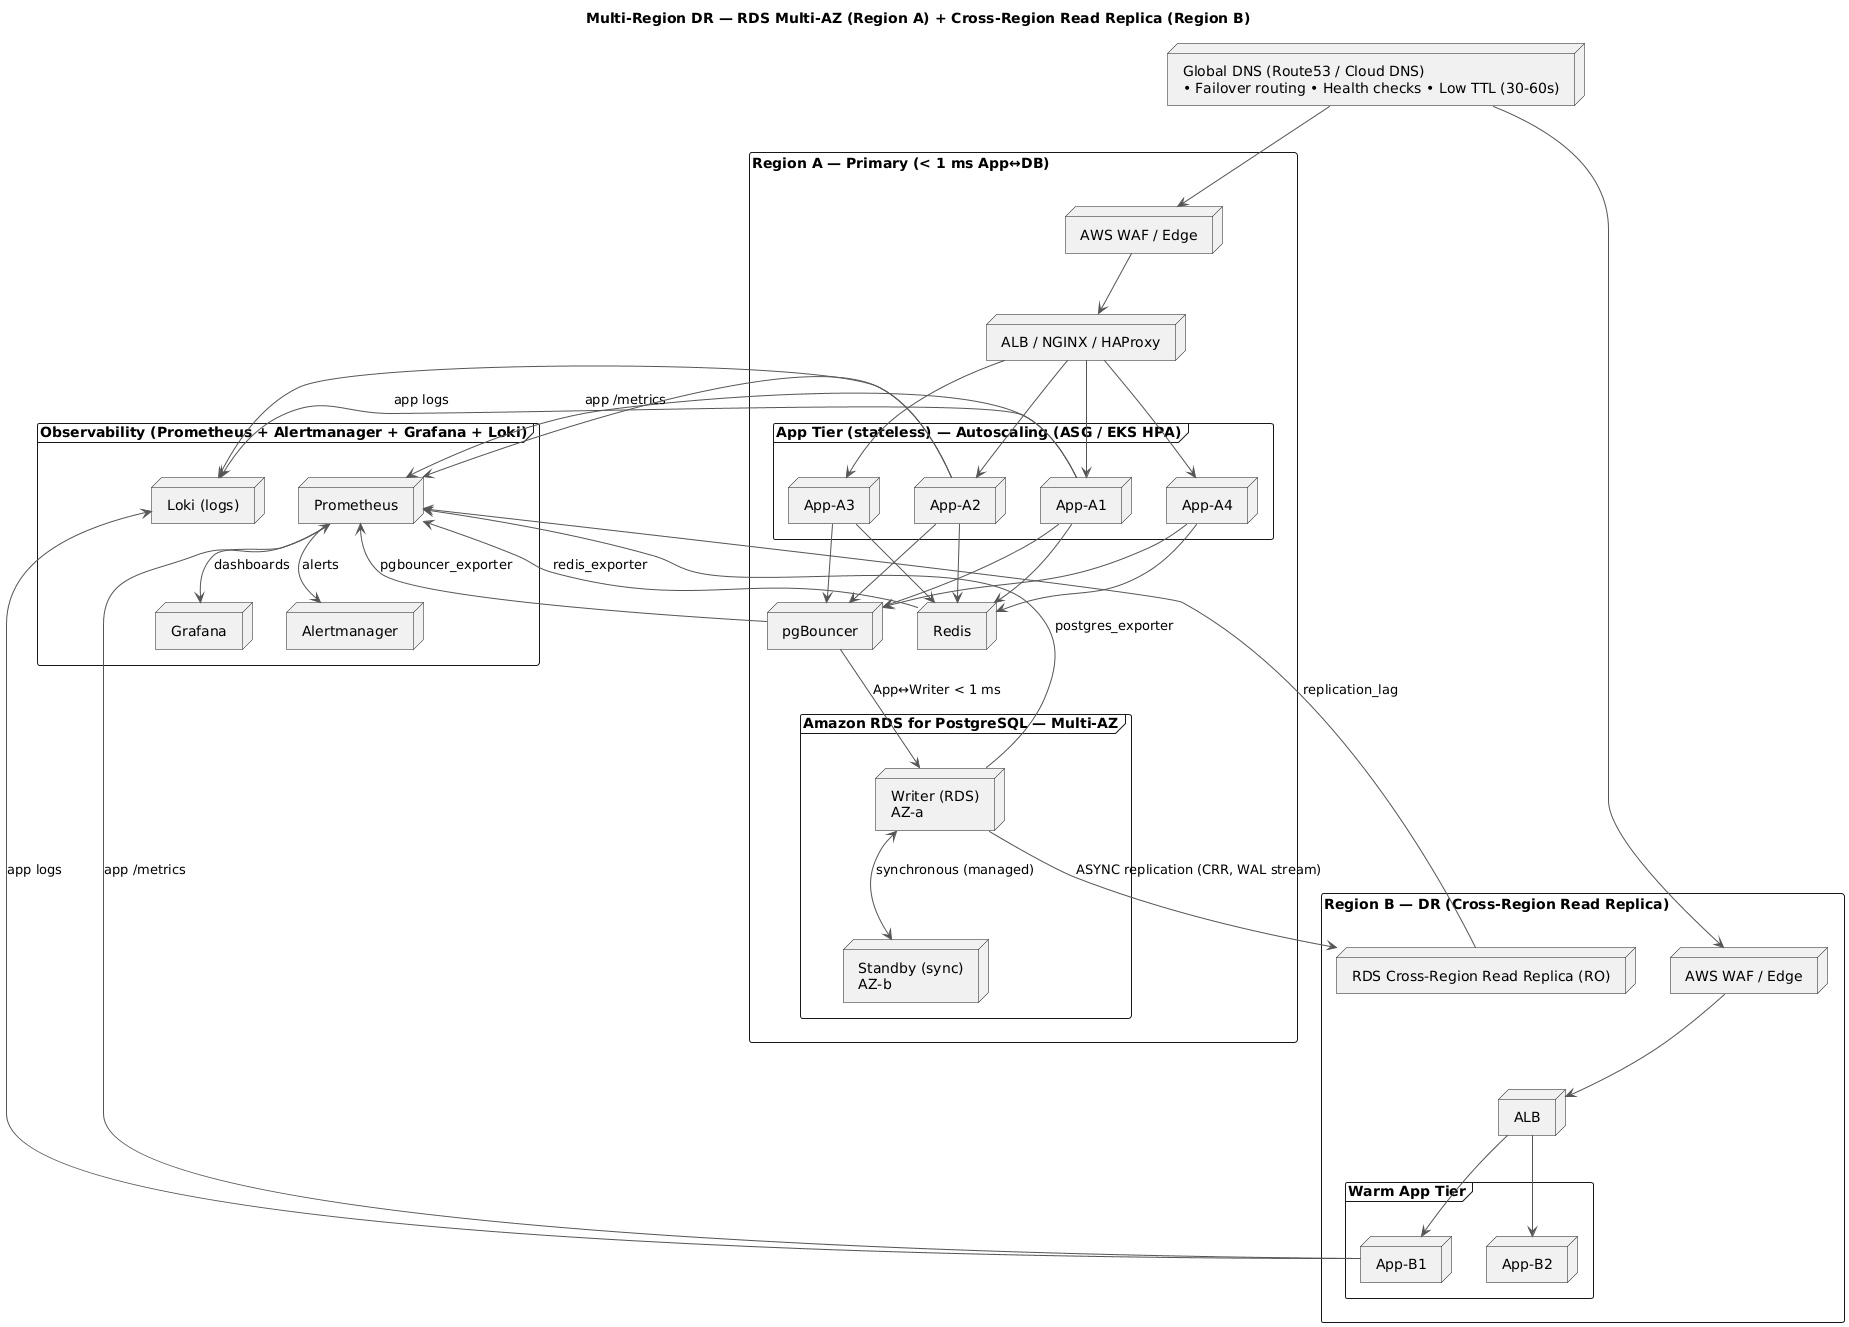 Multi-Region DR — RDS Multi-AZ (Region A) + Cross-Region Read Replica (Region B)
Global DNS (Route53 / Cloud DNS)
• Failover routing • Health checks • Low TTL (30-60s)
Region A — Primary (< 1 ms App↔DB)
AWS WAF / Edge
ALB / NGINX / HAProxy
app logs
app /metrics
Observability (Prometheus + Alertmanager + Grafana + Loki)
App Tier (stateless) — Autoscaling (ASG / EKS HPA)
Loki (logs)
Prometheus
App-A3
App-A2
App-A1
App-A4
dashboards
alerts
pgbouncer_exporter
redis_exporter
Grafana
Alertmanager
pgBouncer
Redis
postgres_exporter
App↔Writer < 1 ms
replication_lag
Amazon RDS for PostgreSQL — Multi-AZ
Writer (RDS)
AZ-a
app logs
app /metrics
synchronous (managed)
ASYNC replication (CRR, WAL stream)
Region B — DR (Cross-Region Read Replica)
Standby (sync)
AZ-b
RDS Cross-Region Read Replica (RO)
AWS WAF / Edge
ALB
Warm App Tier
App-B1
App-B2